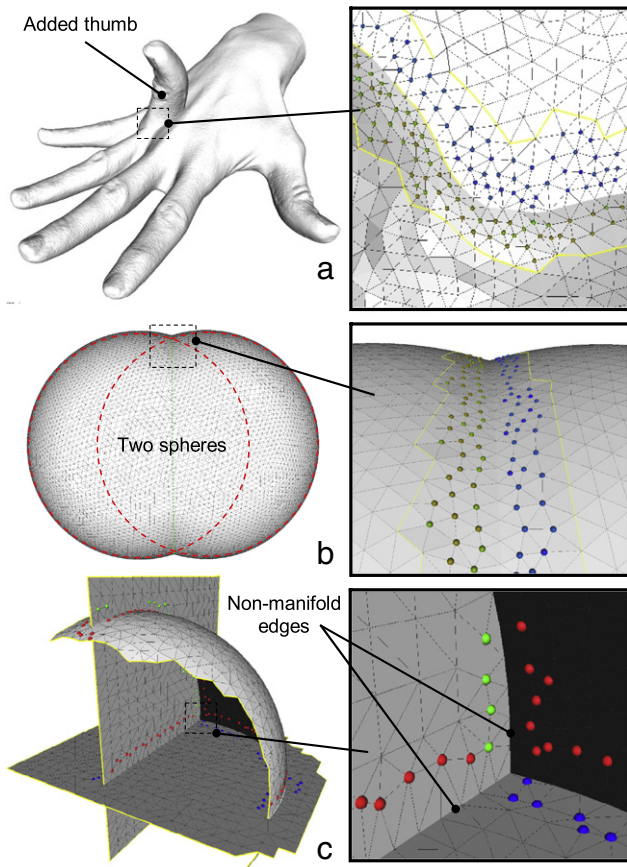 Added thumb
a
Two spheres
b
Non-manifold
edges
c